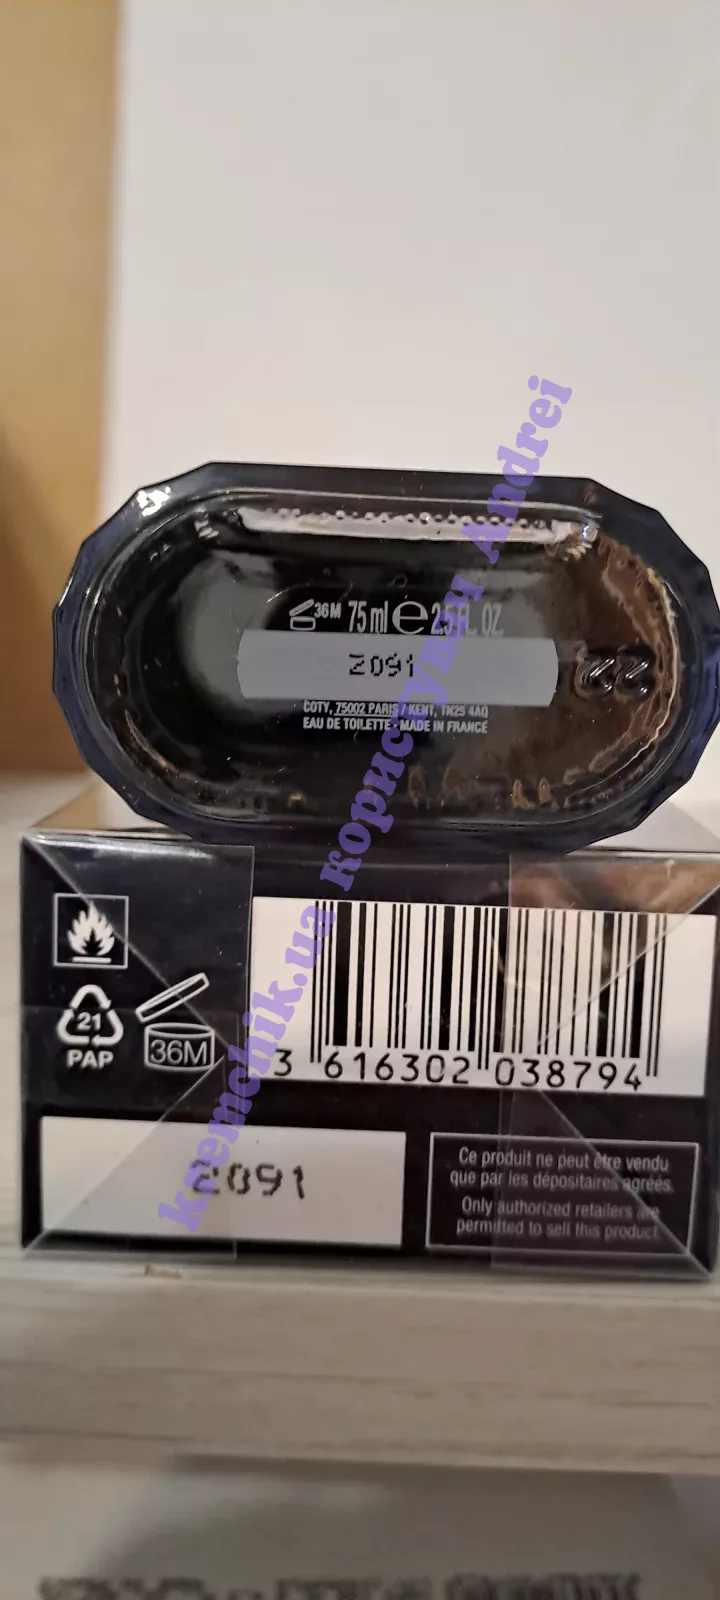 36M 75 ml e 2.5 FL. OZ.
2091
COTY, 75002 PARIS / KENT, TN25 4AQ
EAU DE TOILETTE - MADE IN FRANCE
22
21
PAP
36M
3 616302 038794
2091
Ce produit ne peut être vendu
que par les dépositaires agréés.
Only authorized retailers are
permitted to sell this product.
kremchik.ua користувач Andrei